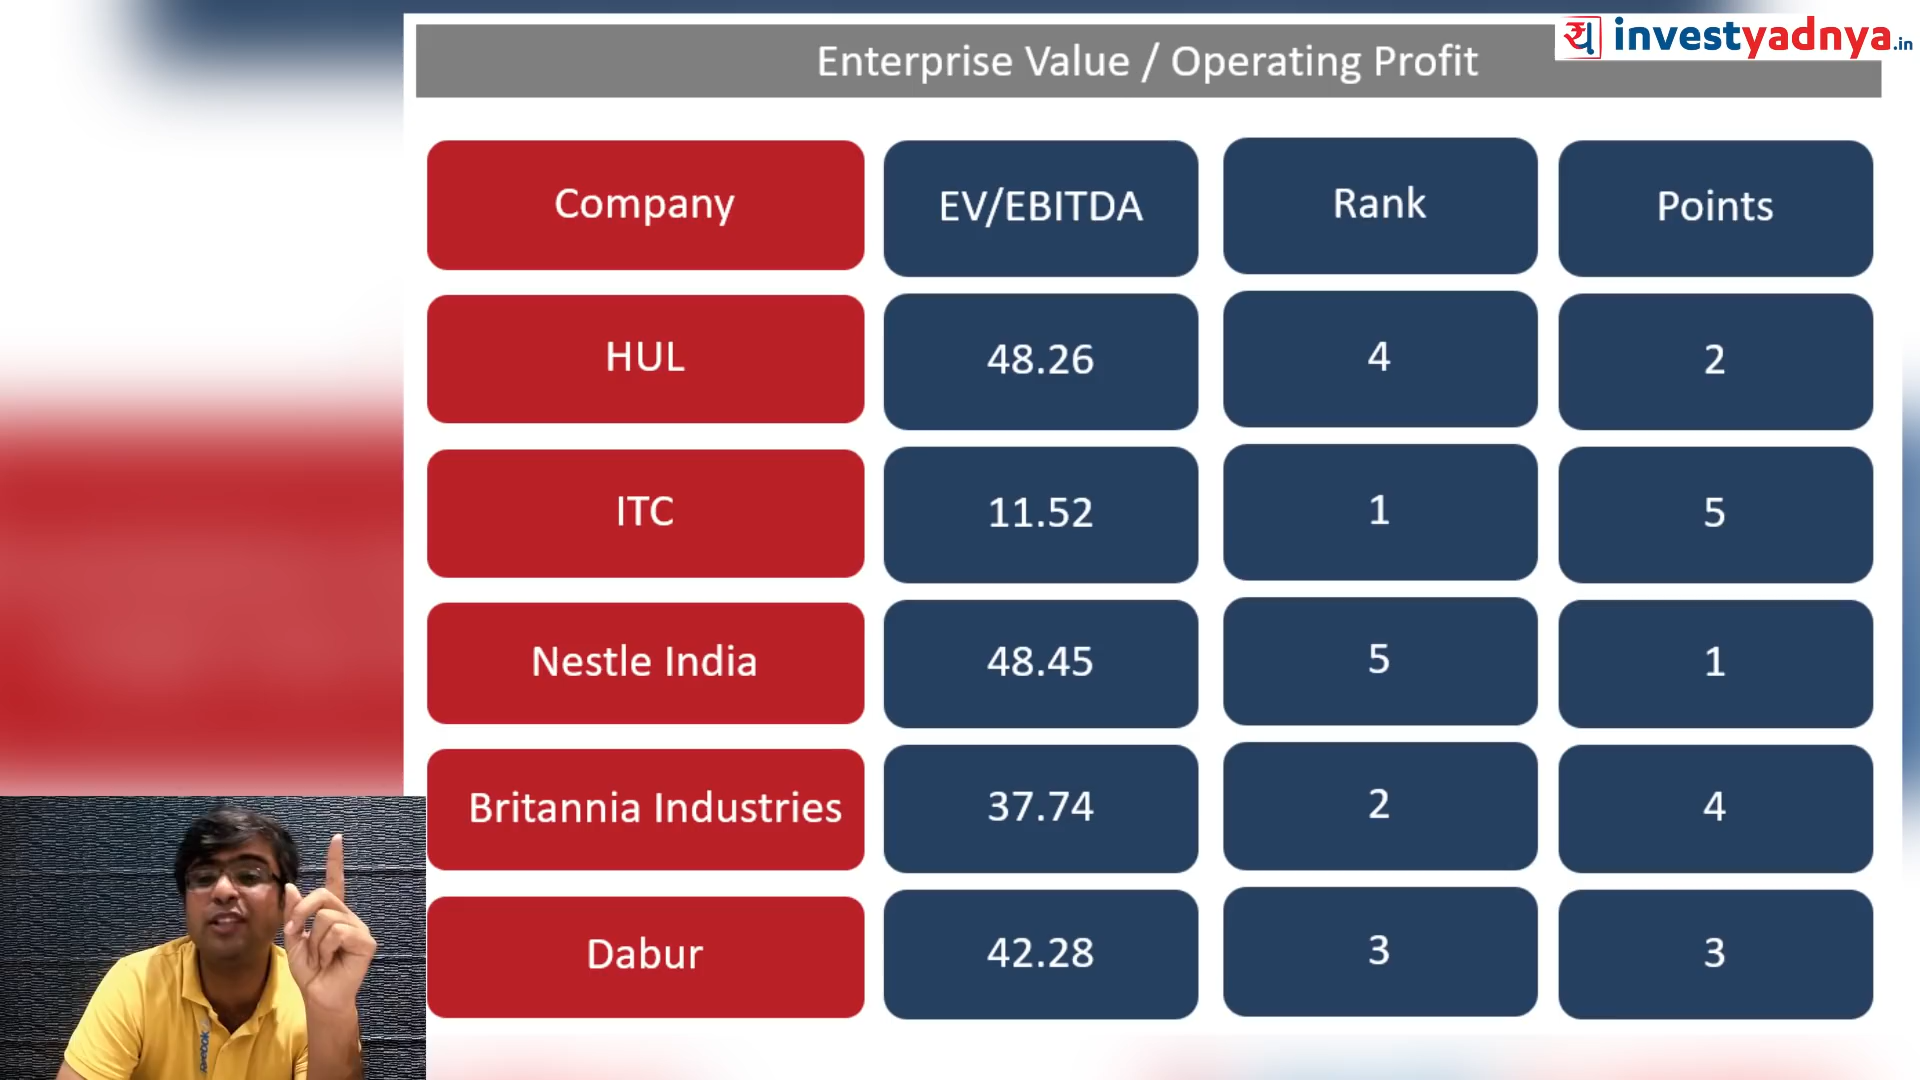 investyadnya.in
Enterprise Value / Operating Profit
Company EV/EBITDA Rank Points
HUL 48.26 4 2
ITC 11.52 1 5
Nestle India 48.45 5 1
Britannia Industries 37.74 2 4
Dabur 42.28 3 3
Reebok